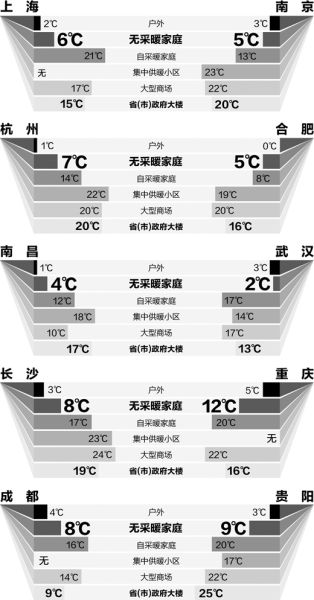 上海 南京
2℃ 户外 3℃
6℃ 无采暖家庭 5℃
21℃ 自采暖家庭 13℃
无 集中供暖小区 23℃
17℃ 大型商场 22℃
15℃ 省(市)政府大楼 20℃
杭州 合肥
1℃ 户外 0℃
7℃ 无采暖家庭 5℃
14℃ 自采暖家庭 8℃
22℃ 集中供暖小区 19℃
20℃ 大型商场 20℃
20℃ 省(市)政府大楼 16℃
南昌 武汉
1℃ 户外 3℃
4℃ 无采暖家庭 2℃
12℃ 自采暖家庭 17℃
18℃ 集中供暖小区 14℃
10℃ 大型商场 17℃
17℃ 省(市)政府大楼 13℃
长沙 重庆
3℃ 户外 5℃
8℃ 无采暖家庭 12℃
17℃ 自采暖家庭 20℃
23℃ 集中供暖小区 无
24℃ 大型商场 22℃
19℃ 省(市)政府大楼 16℃
成都 贵阳
4℃ 户外 3℃
8℃ 无采暖家庭 9℃
16℃ 自采暖家庭 20℃
无 集中供暖小区 17℃
14℃ 大型商场 22℃
9℃ 省(市)政府大楼 25℃